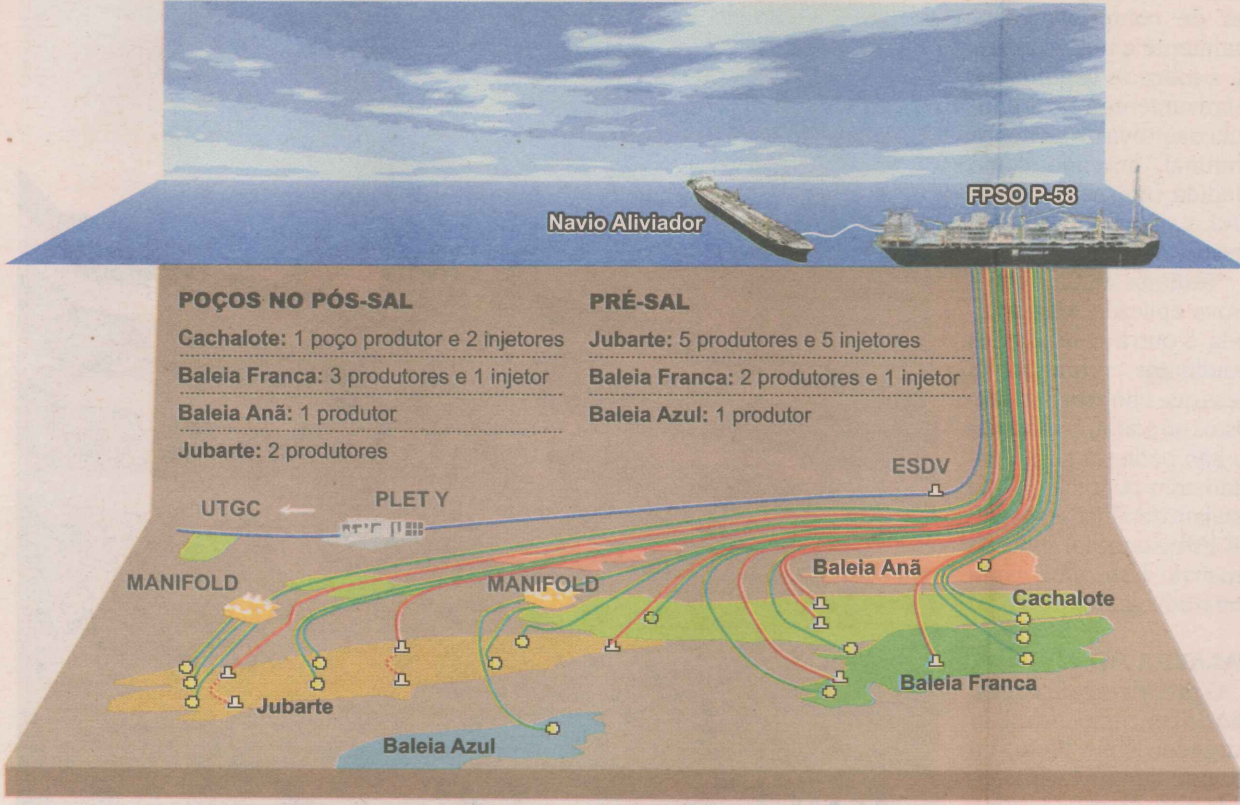 FPSO P-58
Navio Aliviador
POÇOS NO PÓS-SAL
Cachalote: 1 poço produtor e 2 injetores
Baleia Franca: 3 produtores e 1 injetor
Baleia Anã: 1 produtor
Jubarte: 2 produtores
PRÉ-SAL
Jubarte: 5 produtores e 5 injetores
Baleia Franca: 2 produtores e 1 injetor
Baleia Azul: 1 produtor
ESDV
PLET Y
UTGC
MANIFOLD
MANIFOLD
Baleia Anã
Cachalote
Baleia Franca
Jubarte
Baleia Azul